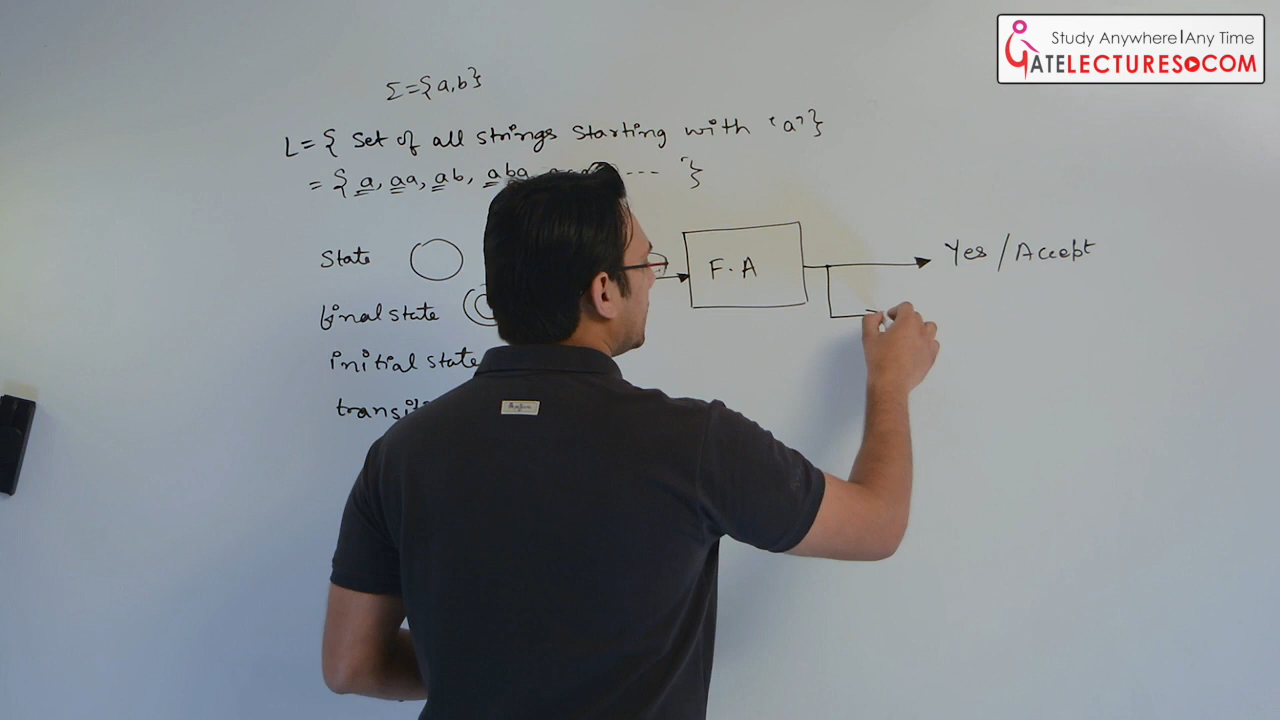 Study Anywhere|Any Time
GATELECTURES.COM
Σ={a,b}
L={ Set of all strings starting with 'a'}
={ a, aa, ab, aba, ... }
State
final state
initial state
F.A
Yes / Accept